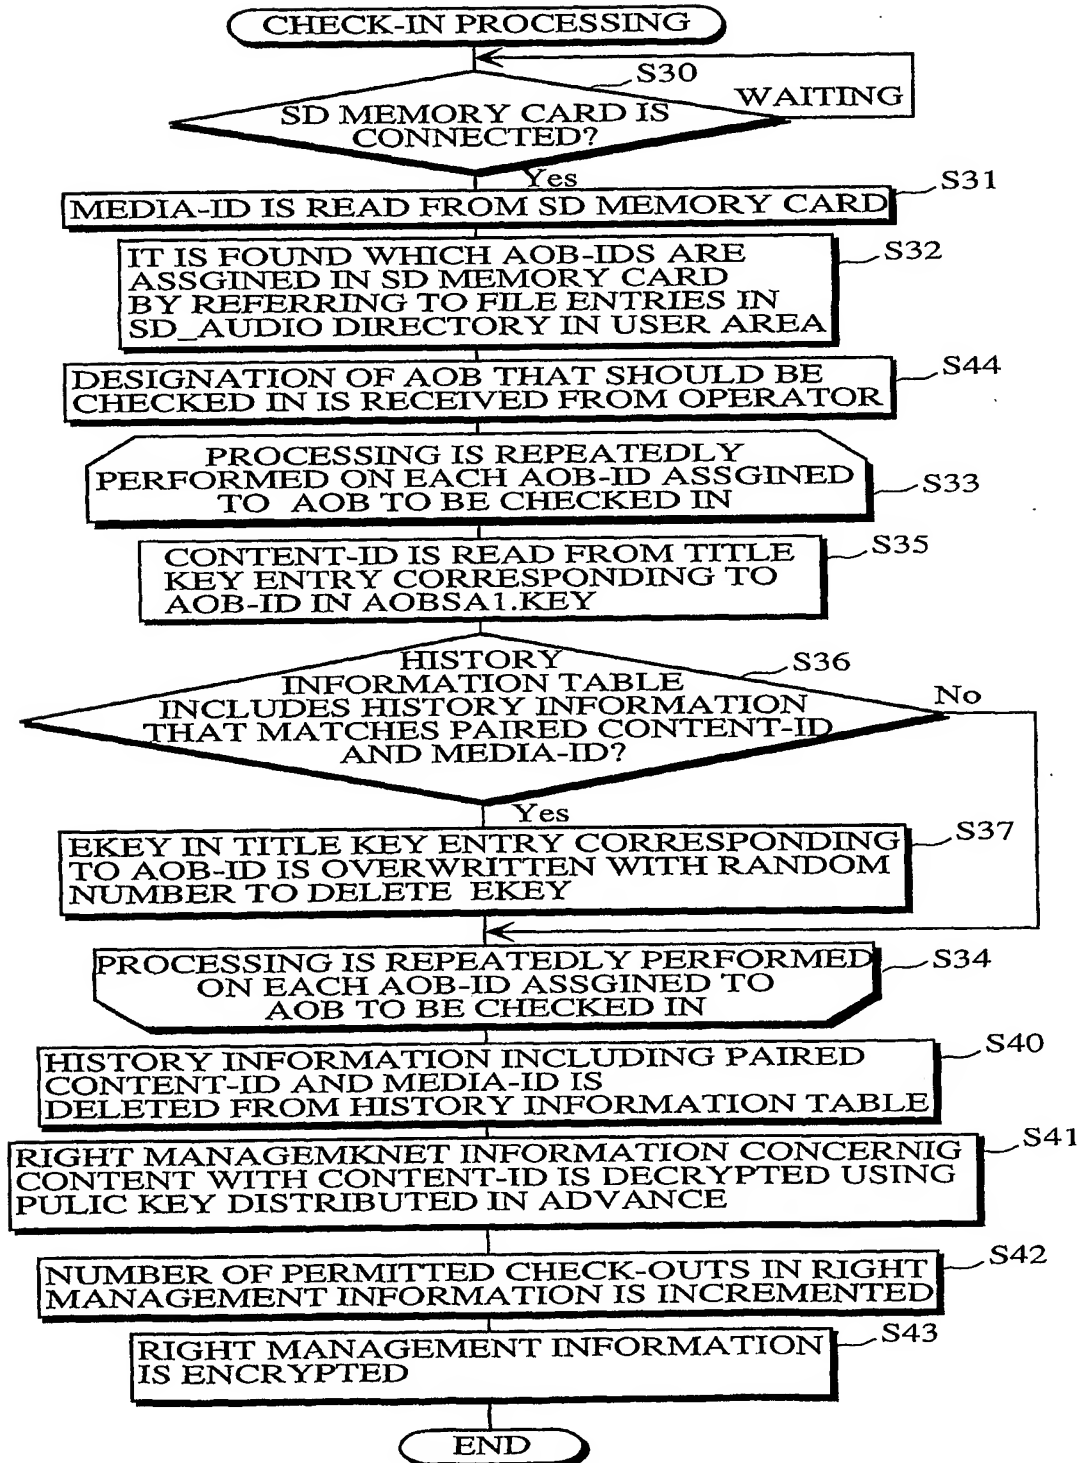 CHECK-IN PROCESSING
S30
WAITING
SD MEMORY CARD IS
CONNECTED?
Yes
S31
MEDIA-ID IS READ FROM SD MEMORY CARD
S32
IT IS FOUND WHICH AOB-IDS ARE
ASSGINED IN SD MEMORY CARD
BY REFERRING TO FILE ENTRIES IN
SD_AUDIO DIRECTORY IN USER AREA
S44
DESIGNATION OF AOB THAT SHOULD BE
CHECKED IN IS RECEIVED FROM OPERATOR
PROCESSING IS REPEATEDLY
PERFORMED ON EACH AOB-ID ASSGINED
TO AOB TO BE CHECKED IN
S33
S35
CONTENT-ID IS READ FROM TITLE
KEY ENTRY CORRESPONDING TO
AOB-ID IN AOBSA1.KEY
S36
HISTORY
INFORMATION TABLE
INCLUDES HISTORY INFORMATION
THAT MATCHES PAIRED CONTENT-ID
AND MEDIA-ID?
No
Yes
S37
EKEY IN TITLE KEY ENTRY CORRESPONDING
TO AOB-ID IS OVERWRITTEN WITH RANDOM
NUMBER TO DELETE EKEY
S34
PROCESSING IS REPEATEDLY PERFORMED
ON EACH AOB-ID ASSGINED TO
AOB TO BE CHECKED IN
S40
HISTORY INFORMATION INCLUDING PAIRED
CONTENT-ID AND MEDIA-ID IS
DELETED FROM HISTORY INFORMATION TABLE
S41
RIGHT MANAGEMKNET INFORMATION CONCERNIG
CONTENT WITH CONTENT-ID IS DECRYPTED USING
PULIC KEY DISTRIBUTED IN ADVANCE
S42
NUMBER OF PERMITTED CHECK-OUTS IN RIGHT
MANAGEMENT INFORMATION IS INCREMENTED
S43
RIGHT MANAGEMENT INFORMATION
IS ENCRYPTED
END